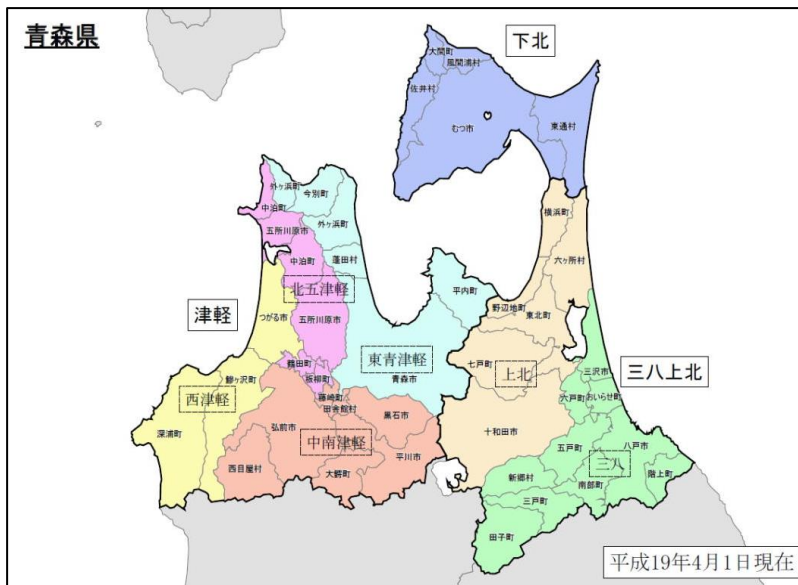 青森県
下北
大間町
風間浦村
佐井村
むつ市
東通村
外ヶ浜町
今別町
中泊町
外ヶ浜町
五所川原市
中泊町
蓬田村
北五津軽
津軽
つがる市
五所川原市
平内町
横浜町
六ヶ所村
野辺地町
東北町
東青津軽
青森市
七戸町
上北
三沢市
三八上北
六戸町
おいらせ町
鶴田町
板柳町
鰺ヶ沢町
西津軽
藤崎町
田舎館村
深浦町
弘前市
中南津軽
黒石市
十和田市
五戸町
八戸市
三八
西目屋村
大鰐町
平川市
新郷村
南部町
階上町
三戸町
田子町
平成19年4月1日現在